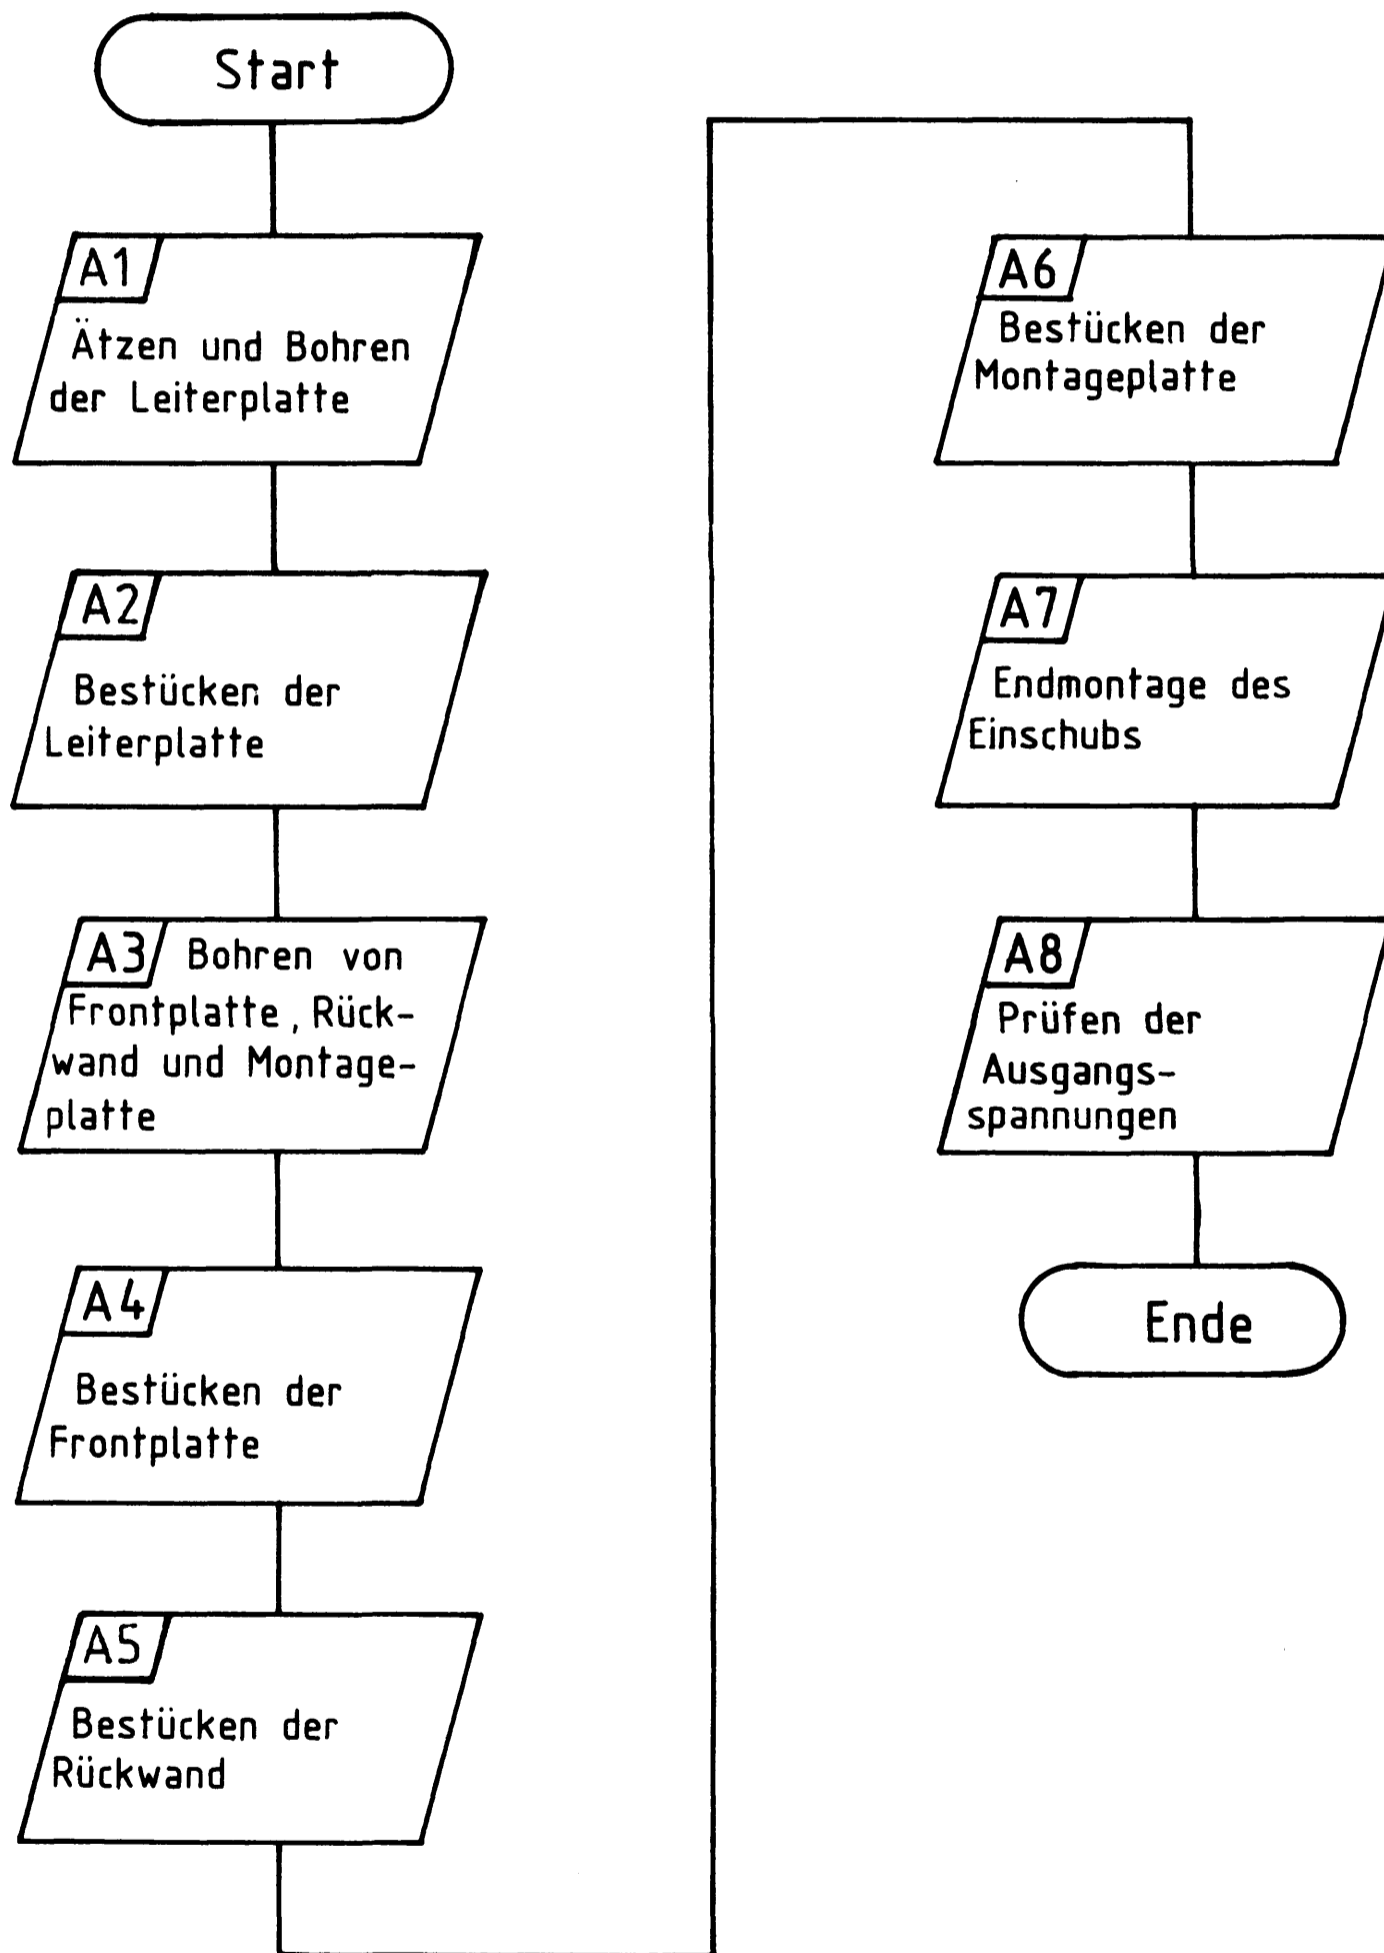 Start
A1
Ätzen und Bohren
der Leiterplatte
A2
Bestücken der
Leiterplatte
A3 Bohren von
Frontplatte, Rück-
wand und Montage-
platte
A4
Bestücken der
Frontplatte
A5
Bestücken der
Rückwand
A6
Bestücken der
Montageplatte
A7
Endmontage des
Einschubs
A8
Prüfen der
Ausgangs-
spannungen
Ende